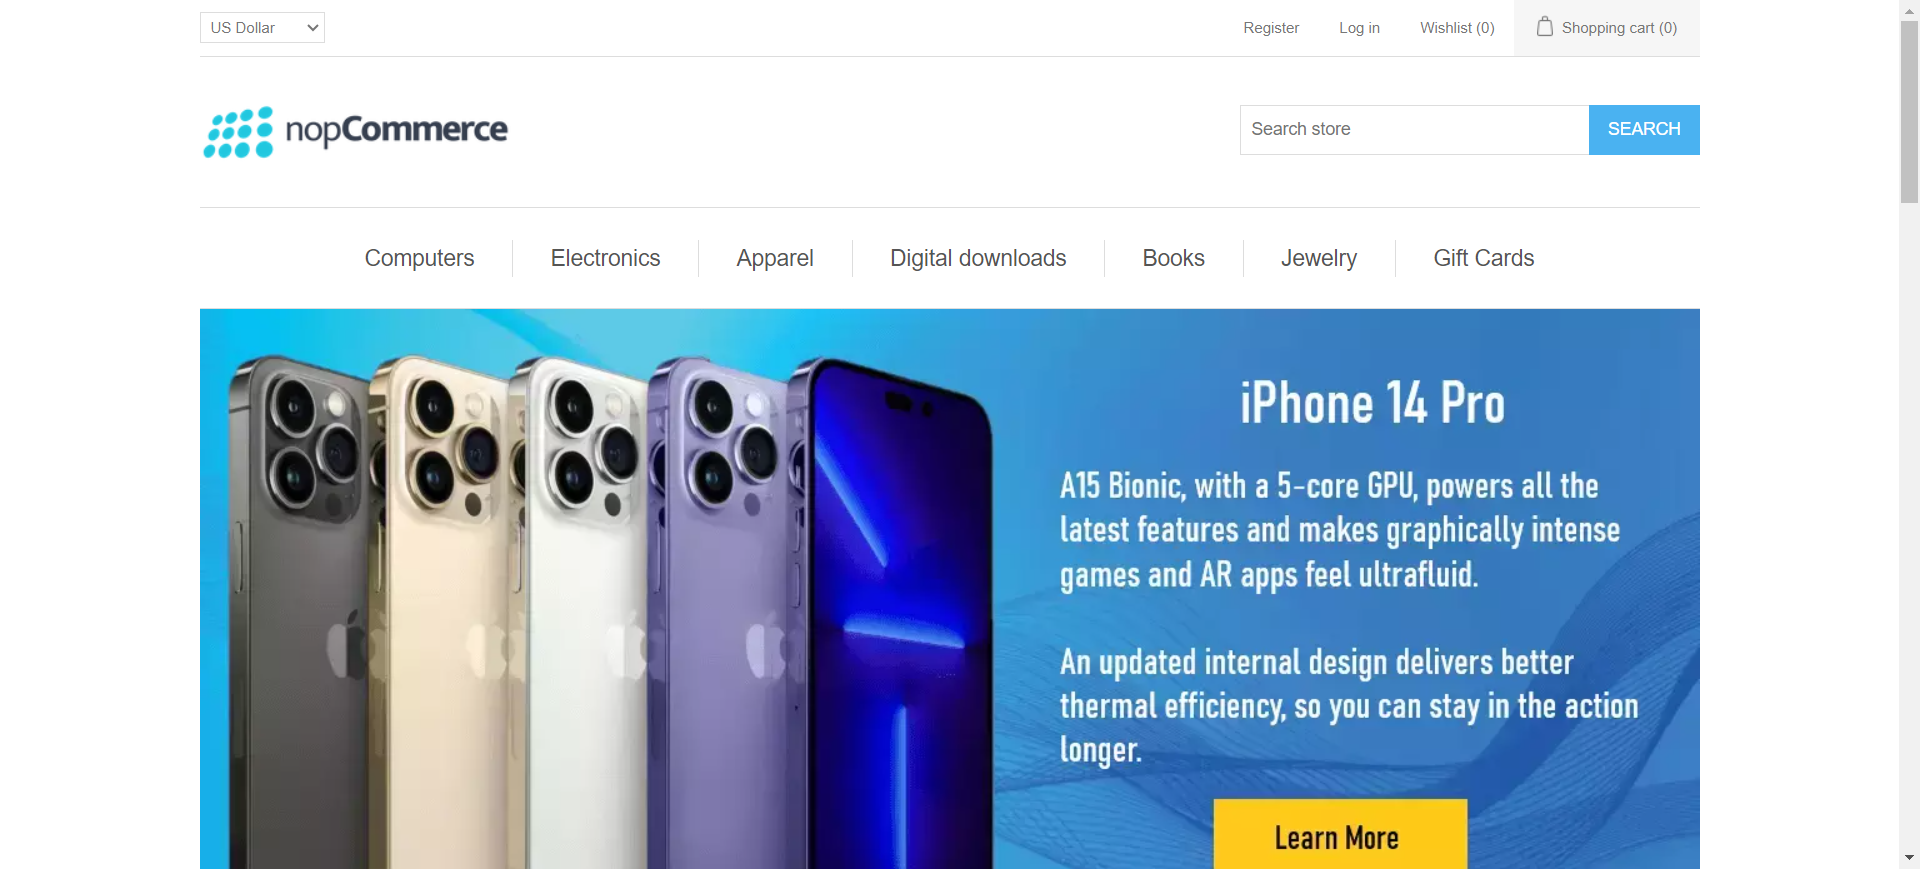 US Dollar
Register
Log in
Wishlist (0)
Shopping cart (0)
nopCommerce
Search store
SEARCH
Computers
Electronics
Apparel
Digital downloads
Books
Jewelry
Gift Cards
iPhone 14 Pro
A15 Bionic, with a 5-core GPU, powers all the
latest features and makes graphically intense
games and AR apps feel ultrafluid.
An updated internal design delivers better
thermal efficiency, so you can stay in the action
longer.
Learn More